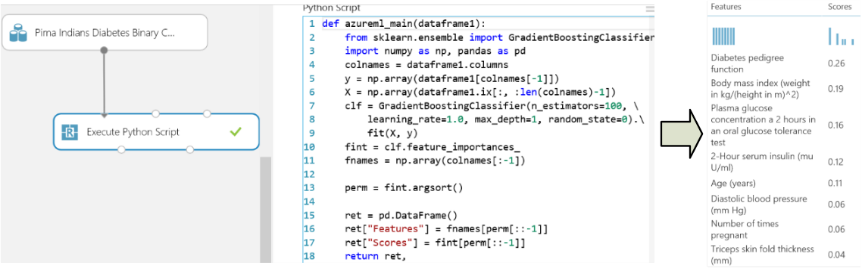 Pima Indians Diabetes Binary C...
Execute Python Script
Python Script
1 def azureml_main(dataframe1):
2     from sklearn.ensemble import GradientBoostingClassifier
3     import numpy as np, pandas as pd
4     colnames = dataframe1.columns
5     y = np.array(dataframe1[colnames[-1]])
6     X = np.array(dataframe1.ix[:, :len(colnames)-1])
7     clf = GradientBoostingClassifier(n_estimators=100, \
8         learning_rate=1.0, max_depth=1, random_state=0).\
9         fit(X, y)
10     fint = clf.feature_importances_
11     fnames = np.array(colnames[:-1])
12
13     perm = fint.argsort()
14
15     ret = pd.DataFrame()
16     ret["Features"] = fnames[perm[::-1]]
17     ret["Scores"] = fint[perm[::-1]]
18     return ret,
Features Scores
Diabetes pedigree
function 0.26
Body mass index (weight
in kg/(height in m)^2) 0.19
Plasma glucose
concentration a 2 hours in
an oral glucose tolerance
test 0.16
2-Hour serum insulin (mu
U/ml) 0.12
Age (years) 0.11
Diastolic blood pressure
(mm Hg) 0.06
Number of times
pregnant 0.06
Triceps skin fold thickness
(mm) 0.04